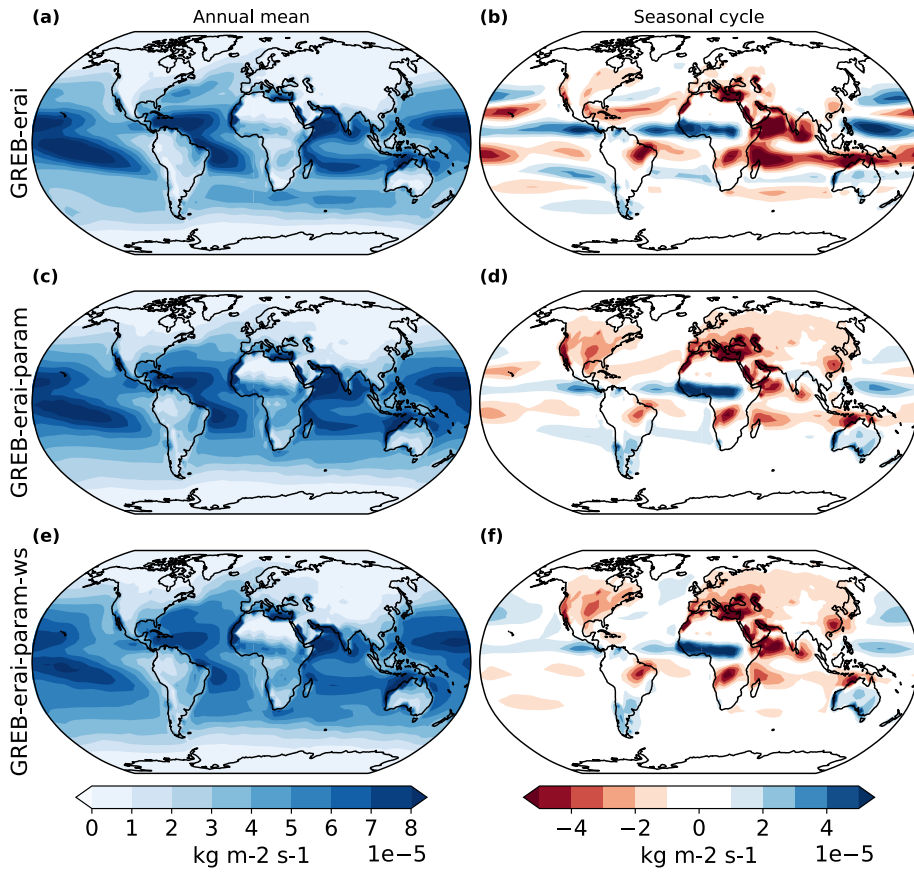 Annual mean
Seasonal cycle
(a)
(b)
GREB-erai
(c)
(d)
GREB-erai-param
(e)
(f)
GREB-erai-param-ws
0 1 2 3 4 5 6 7 8
kg m-2 s-1 1e−5
−4 −2 0 2 4
kg m-2 s-1 1e−5